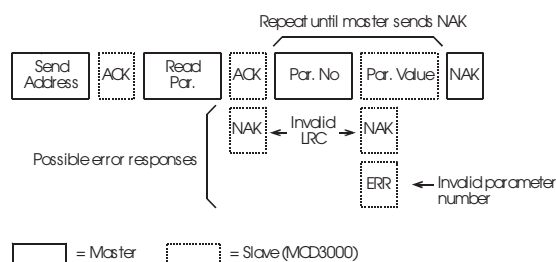 Repeat until master sends NAK
Send Address
ACK
Read Par.
ACK
Par. No
Par. Value
NAK
NAK
Invalid LRC
NAK
Possible error responses
ERR
Invalid parameter number
= Master
= Slave (MCD3000)